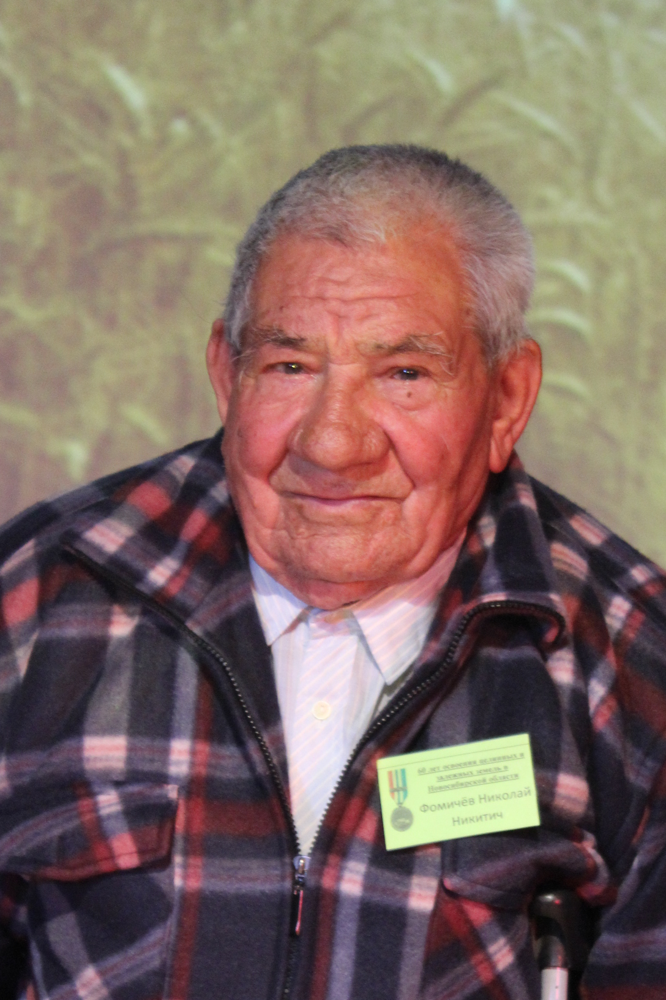 60 лет освоения целинных и
залежных земель в
Новосибирской области
Фомичёв Николай
Никитич